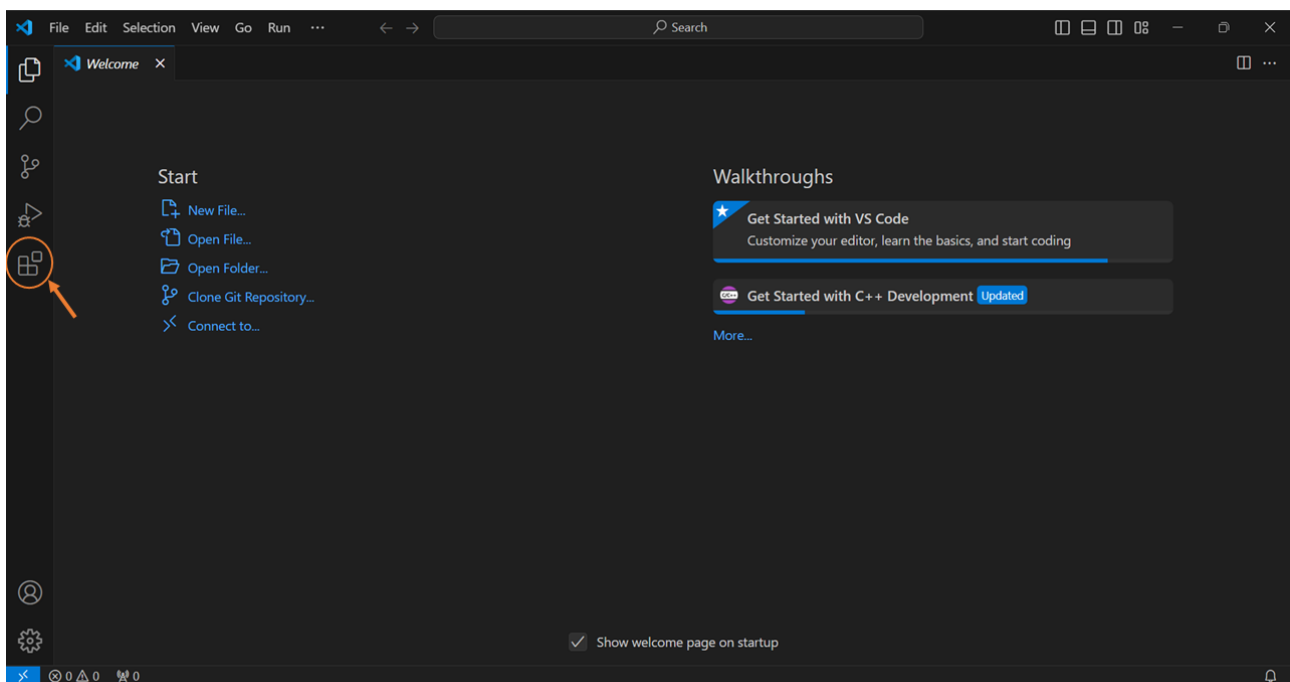 File Edit Selection View Go Run ··· Search
Welcome
Start
New File...
Open File...
Open Folder...
Clone Git Repository...
Connect to...
Walkthroughs
Get Started with VS Code
Customize your editor, learn the basics, and start coding
C/C++ Get Started with C++ Development Updated
More...
Show welcome page on startup
0 0 0